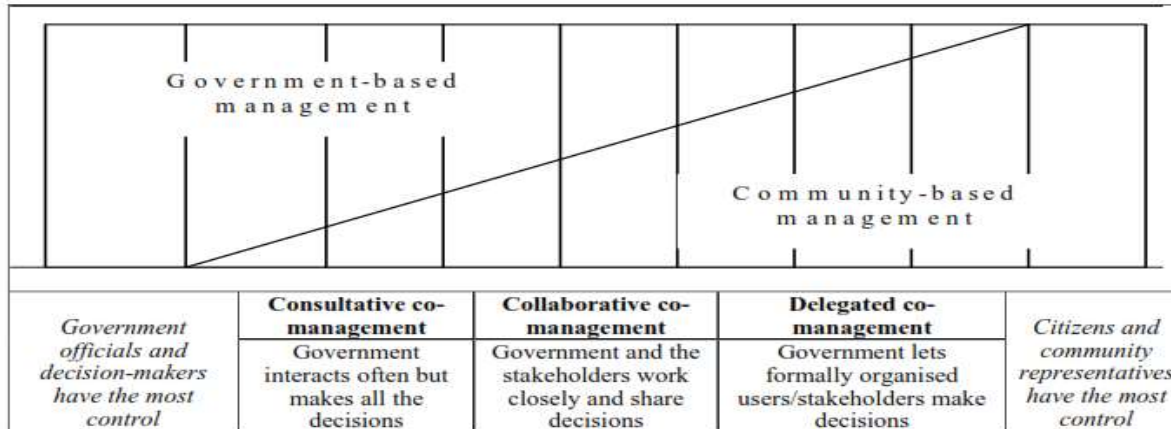 Government-based
management
Community-based
management
Government
officials and
decision-makers
have the most
control
Consultative co-
management
Government
interacts often but
makes all the
decisions
Collaborative co-
management
Government and the
stakeholders work
closely and share
decisions
Delegated co-
management
Government lets
formally organised
users/stakeholders make
decisions
Citizens and
community
representatives
have the most
control